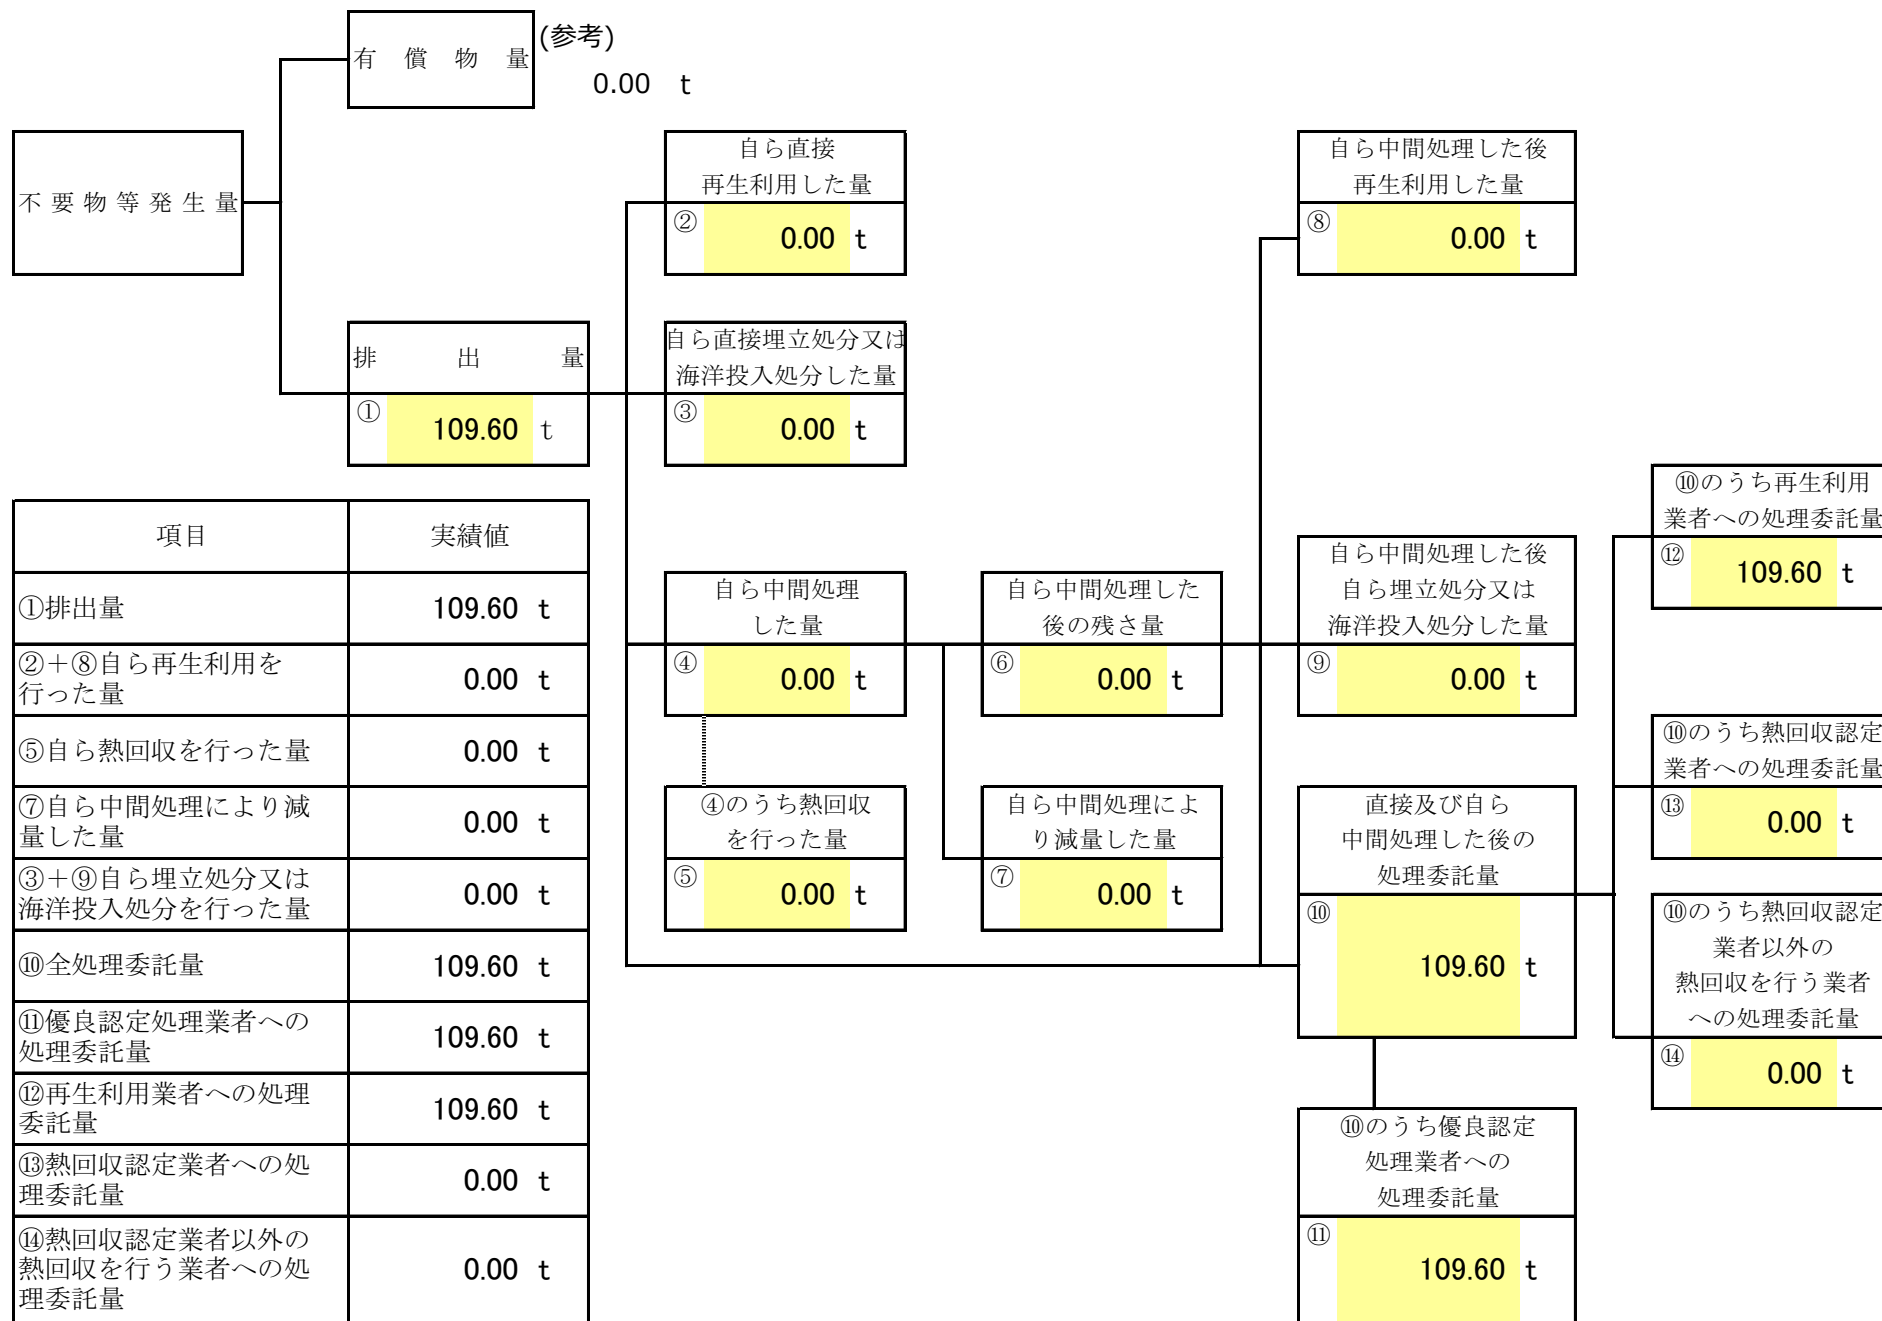 有償物量
(参考)
0.00 t
不要物等発生量
自ら直接
再生利用した量
② 0.00 t
自ら中間処理した後
再生利用した量
⑧ 0.00 t
排出量
① 109.60 t
自ら直接埋立処分又は
海洋投入処分した量
③ 0.00 t
自ら中間処理
した量
④ 0.00 t
自ら中間処理した
後の残さ量
⑥ 0.00 t
自ら中間処理した後
自ら埋立処分又は
海洋投入処分した量
⑨ 0.00 t
⑩のうち再生利用
業者への処理委託量
⑫ 109.60 t
④のうち熱回収
を行った量
⑤ 0.00 t
自ら中間処理によ
り減量した量
⑦ 0.00 t
直接及び自ら
中間処理した後の
処理委託量
⑩ 109.60 t
⑩のうち熱回収認定
業者への処理委託量
⑬ 0.00 t
⑩のうち熱回収認定
業者以外の
熱回収を行う業者
への処理委託量
⑭ 0.00 t
⑩のうち優良認定
処理業者への
処理委託量
⑪ 109.60 t
項目 実績値
①排出量 109.60 t
②+⑧自ら再生利用を
行った量 0.00 t
⑤自ら熱回収を行った量 0.00 t
⑦自ら中間処理により減
量した量 0.00 t
③+⑨自ら埋立処分又は
海洋投入処分を行った量 0.00 t
⑩全処理委託量 109.60 t
⑪優良認定処理業者への
処理委託量 109.60 t
⑫再生利用業者への処理
委託量 109.60 t
⑬熱回収認定業者への処
理委託量 0.00 t
⑭熱回収認定業者以外の
熱回収を行う業者への処
理委託量 0.00 t